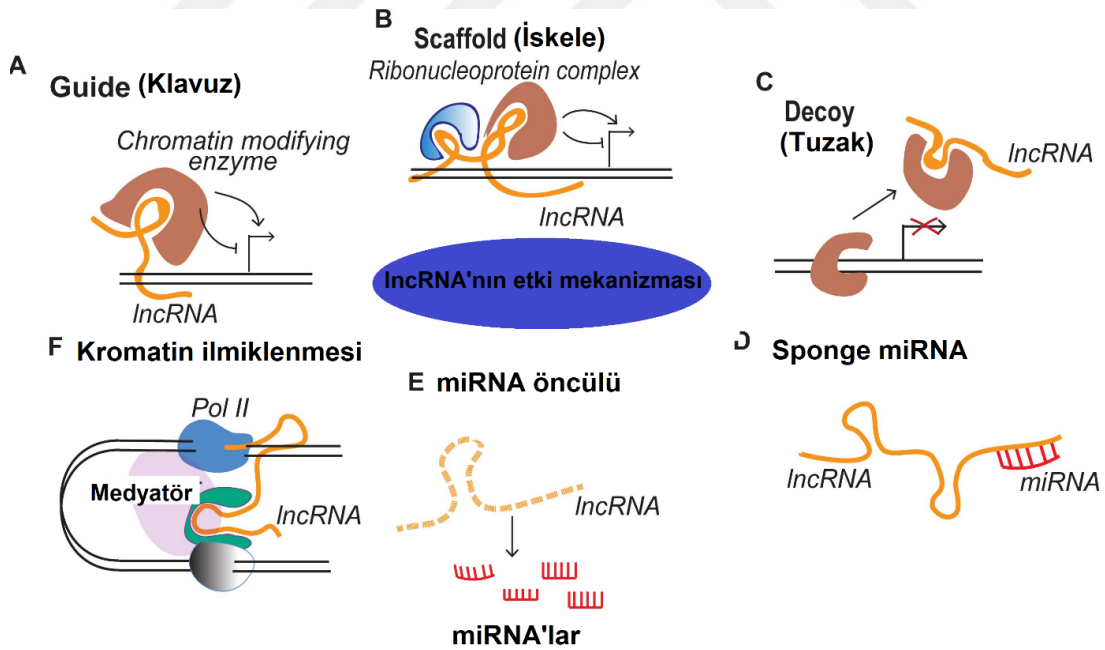 A
Guide (Klavuz)
Chromatin modifying
enzyme
lncRNA
B
Scaffold (İskele)
Ribonucleoprotein complex
lncRNA
C
Decoy
(Tuzak)
lncRNA
lncRNA'nın etki mekanizması
F Kromatin ilmiklenmesi
Pol II
Medyatör
lncRNA
E miRNA öncülü
lncRNA
miRNA'lar
D Sponge miRNA
lncRNA
miRNA